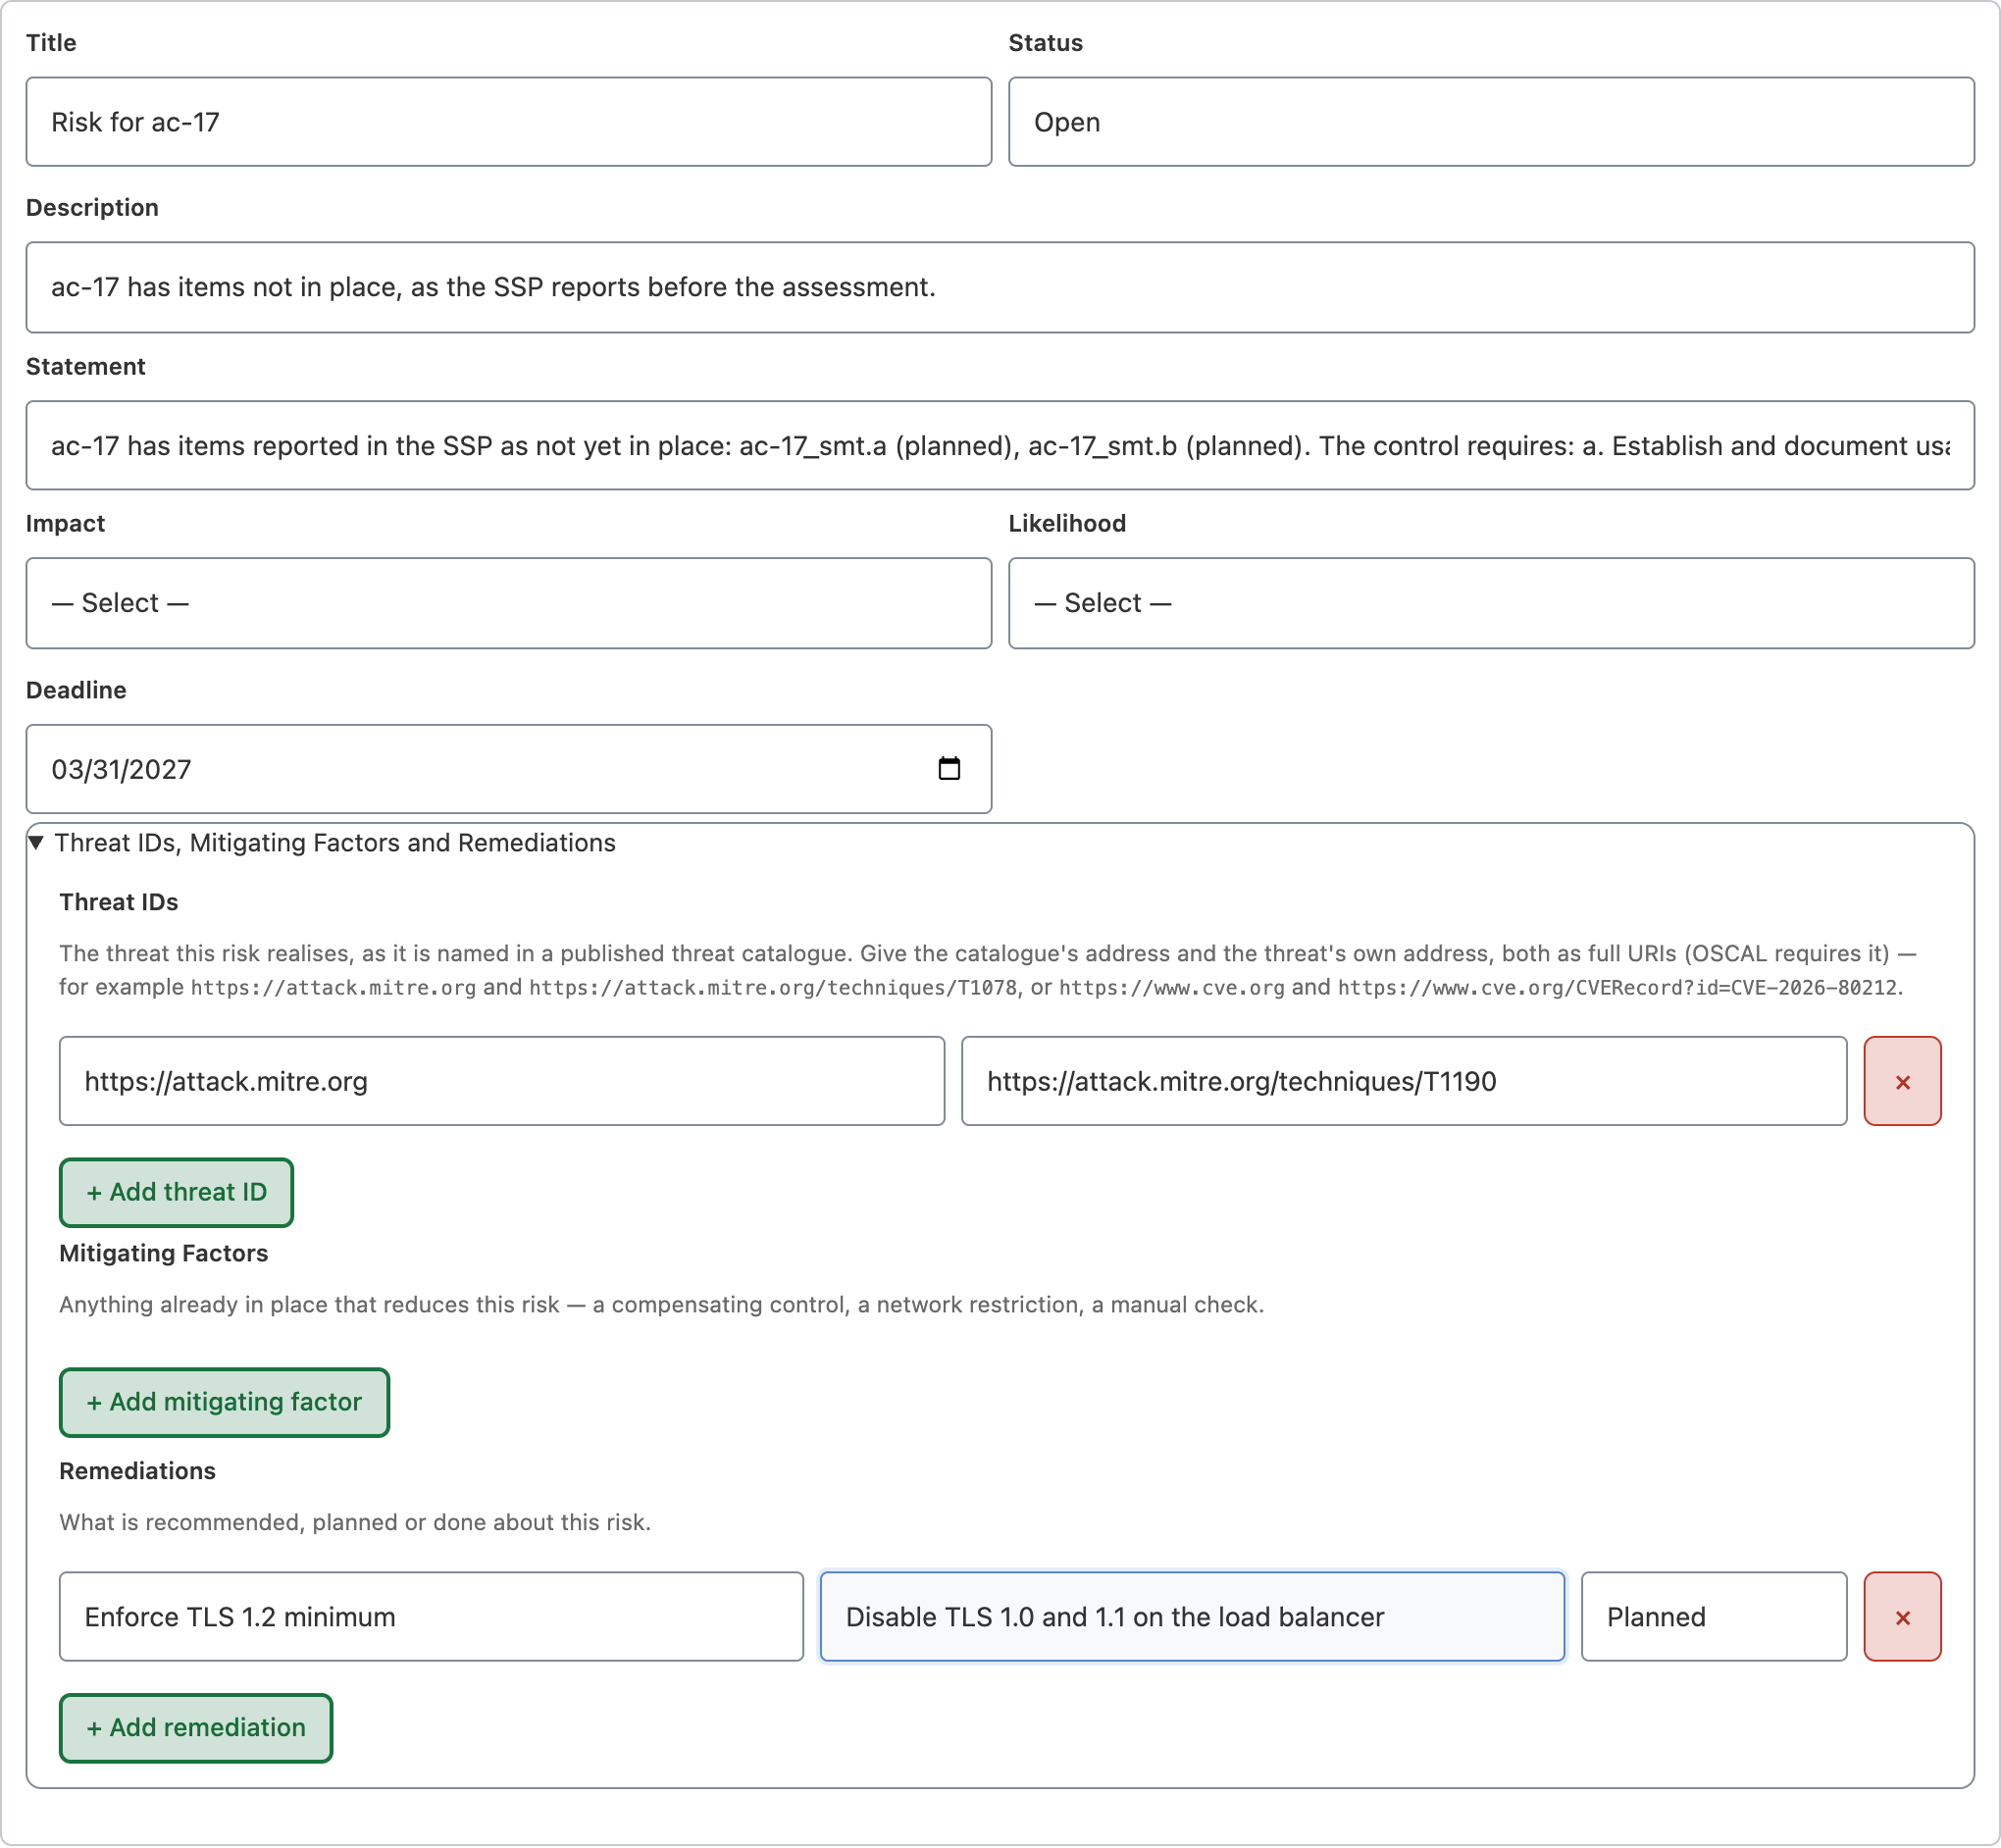 Title
Status
Risk for ac-17
Open
Description
ac-17 has items not in place, as the SSP reports before the assessment.
Statement
ac-17 has items reported in the SSP as not yet in place: ac-17_smt.a (planned), ac-17_smt.b (planned). The control requires: a. Establish and document usa
Impact
Likelihood
— Select —
— Select —
Deadline
03/31/2027
▼ Threat IDs, Mitigating Factors and Remediations
Threat IDs
The threat this risk realises, as it is named in a published threat catalogue. Give the catalogue's address and the threat's own address, both as full URIs (OSCAL requires it) —
for example https://attack.mitre.org and https://attack.mitre.org/techniques/T1078, or https://www.cve.org and https://www.cve.org/CVERecord?id=CVE-2026-80212.
https://attack.mitre.org
https://attack.mitre.org/techniques/T1190
×
+ Add threat ID
Mitigating Factors
Anything already in place that reduces this risk — a compensating control, a network restriction, a manual check.
+ Add mitigating factor
Remediations
What is recommended, planned or done about this risk.
Enforce TLS 1.2 minimum
Disable TLS 1.0 and 1.1 on the load balancer
Planned
×
+ Add remediation